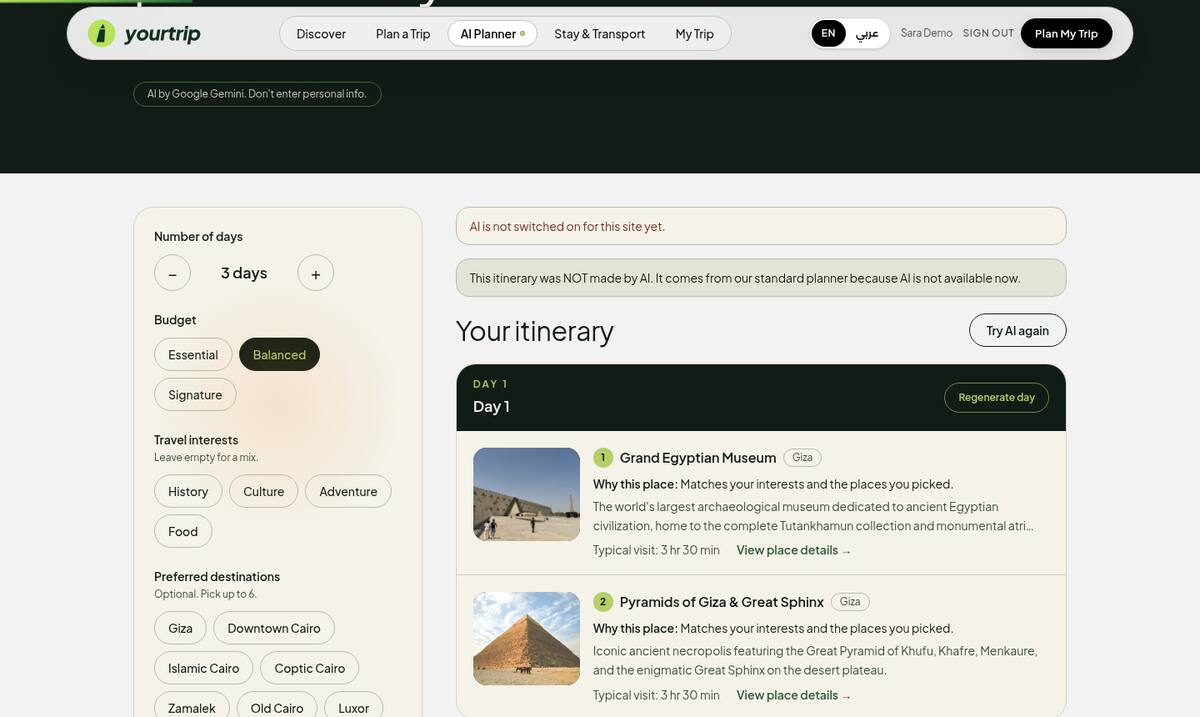 yourtrip
Discover
Plan a Trip
AI Planner
Stay & Transport
My Trip
EN
عربي
Sara Demo
SIGN OUT
Plan My Trip
AI by Google Gemini. Don't enter personal info.
Number of days
−
3 days
+
Budget
Essential
Balanced
Signature
Travel interests
Leave empty for a mix.
History
Culture
Adventure
Food
Preferred destinations
Optional. Pick up to 6.
Giza
Downtown Cairo
Islamic Cairo
Coptic Cairo
Zamalek
Old Cairo
Luxor
AI is not switched on for this site yet.
This itinerary was NOT made by AI. It comes from our standard planner because AI is not available now.
Your itinerary
Try AI again
DAY 1
Day 1
Regenerate day
1 Grand Egyptian Museum Giza
Why this place: Matches your interests and the places you picked.
The world's largest archaeological museum dedicated to ancient Egyptian
civilization, home to the complete Tutankhamun collection and monumental atri…
Typical visit: 3 hr 30 min View place details →
2 Pyramids of Giza & Great Sphinx Giza
Why this place: Matches your interests and the places you picked.
Iconic ancient necropolis featuring the Great Pyramid of Khufu, Khafre, Menkaure,
and the enigmatic Great Sphinx on the desert plateau.
Typical visit: 3 hr 30 min View place details →